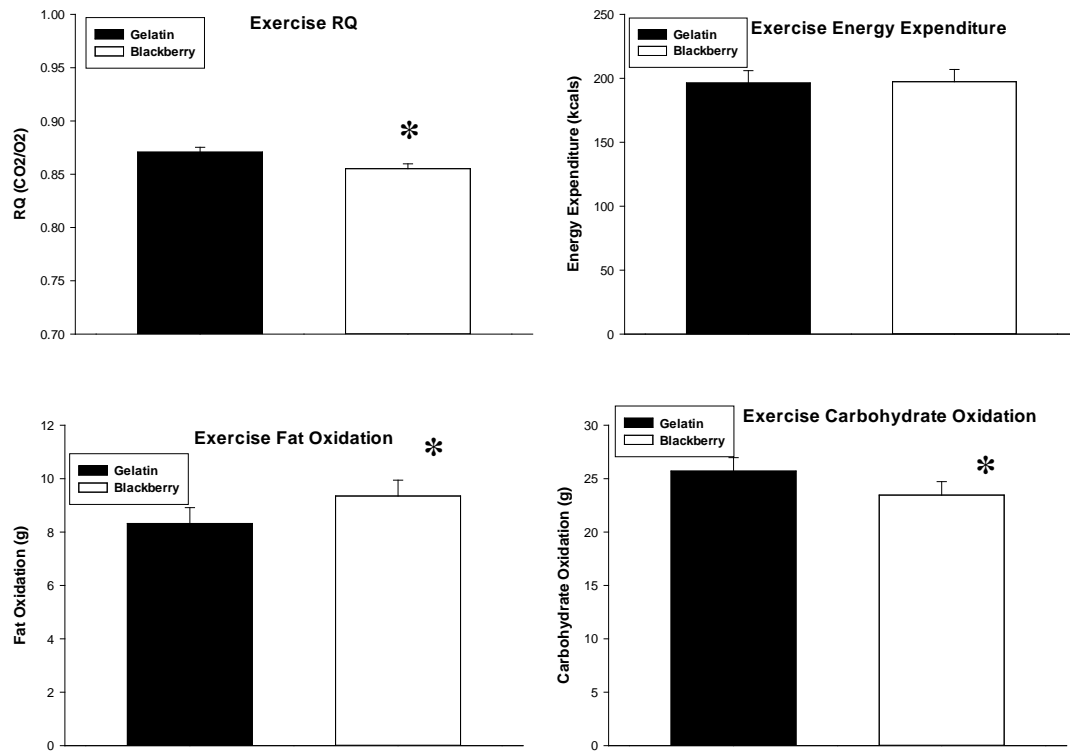 Exercise RQ
Gelatin
Blackberry
1.00
0.95
0.90
0.85
0.80
0.75
0.70
RQ (CO2/O2)
*
Exercise Energy Expenditure
Gelatin
Blackberry
250
200
150
100
50
0
Energy Expenditure (kcals)
Exercise Fat Oxidation
Gelatin
Blackberry
12
10
8
6
4
2
0
Fat Oxidation (g)
*
Exercise Carbohydrate Oxidation
Gelatin
Blackberry
30
25
20
15
10
5
0
Carbohydrate Oxidation (g)
*